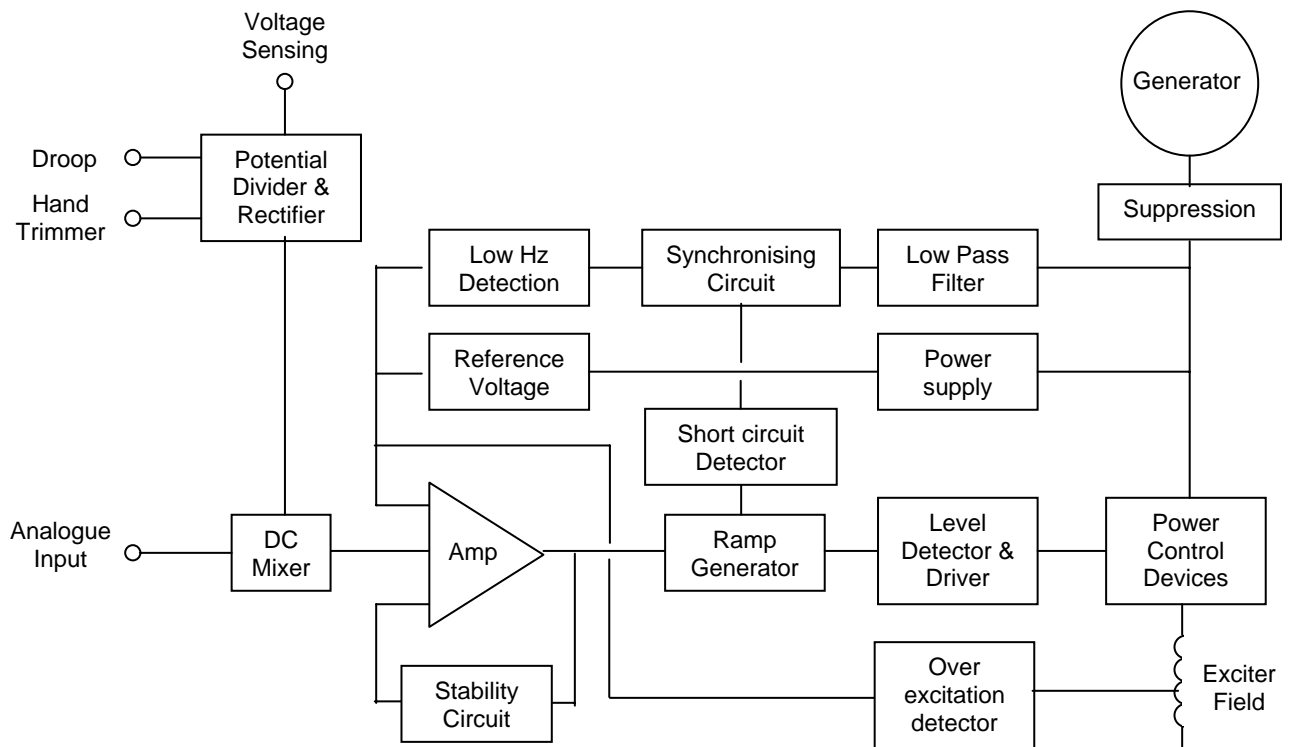 Voltage
Sensing
Generator
Droop
Hand
Trimmer
Potential
Divider &
Rectifier
Suppression
Low Hz
Detection
Synchronising
Circuit
Low Pass
Filter
Reference
Voltage
Power
supply
Short circuit
Detector
Analogue
Input
DC
Mixer
Amp
Ramp
Generator
Level
Detector &
Driver
Power
Control
Devices
Stability
Circuit
Over
excitation
detector
Exciter
Field